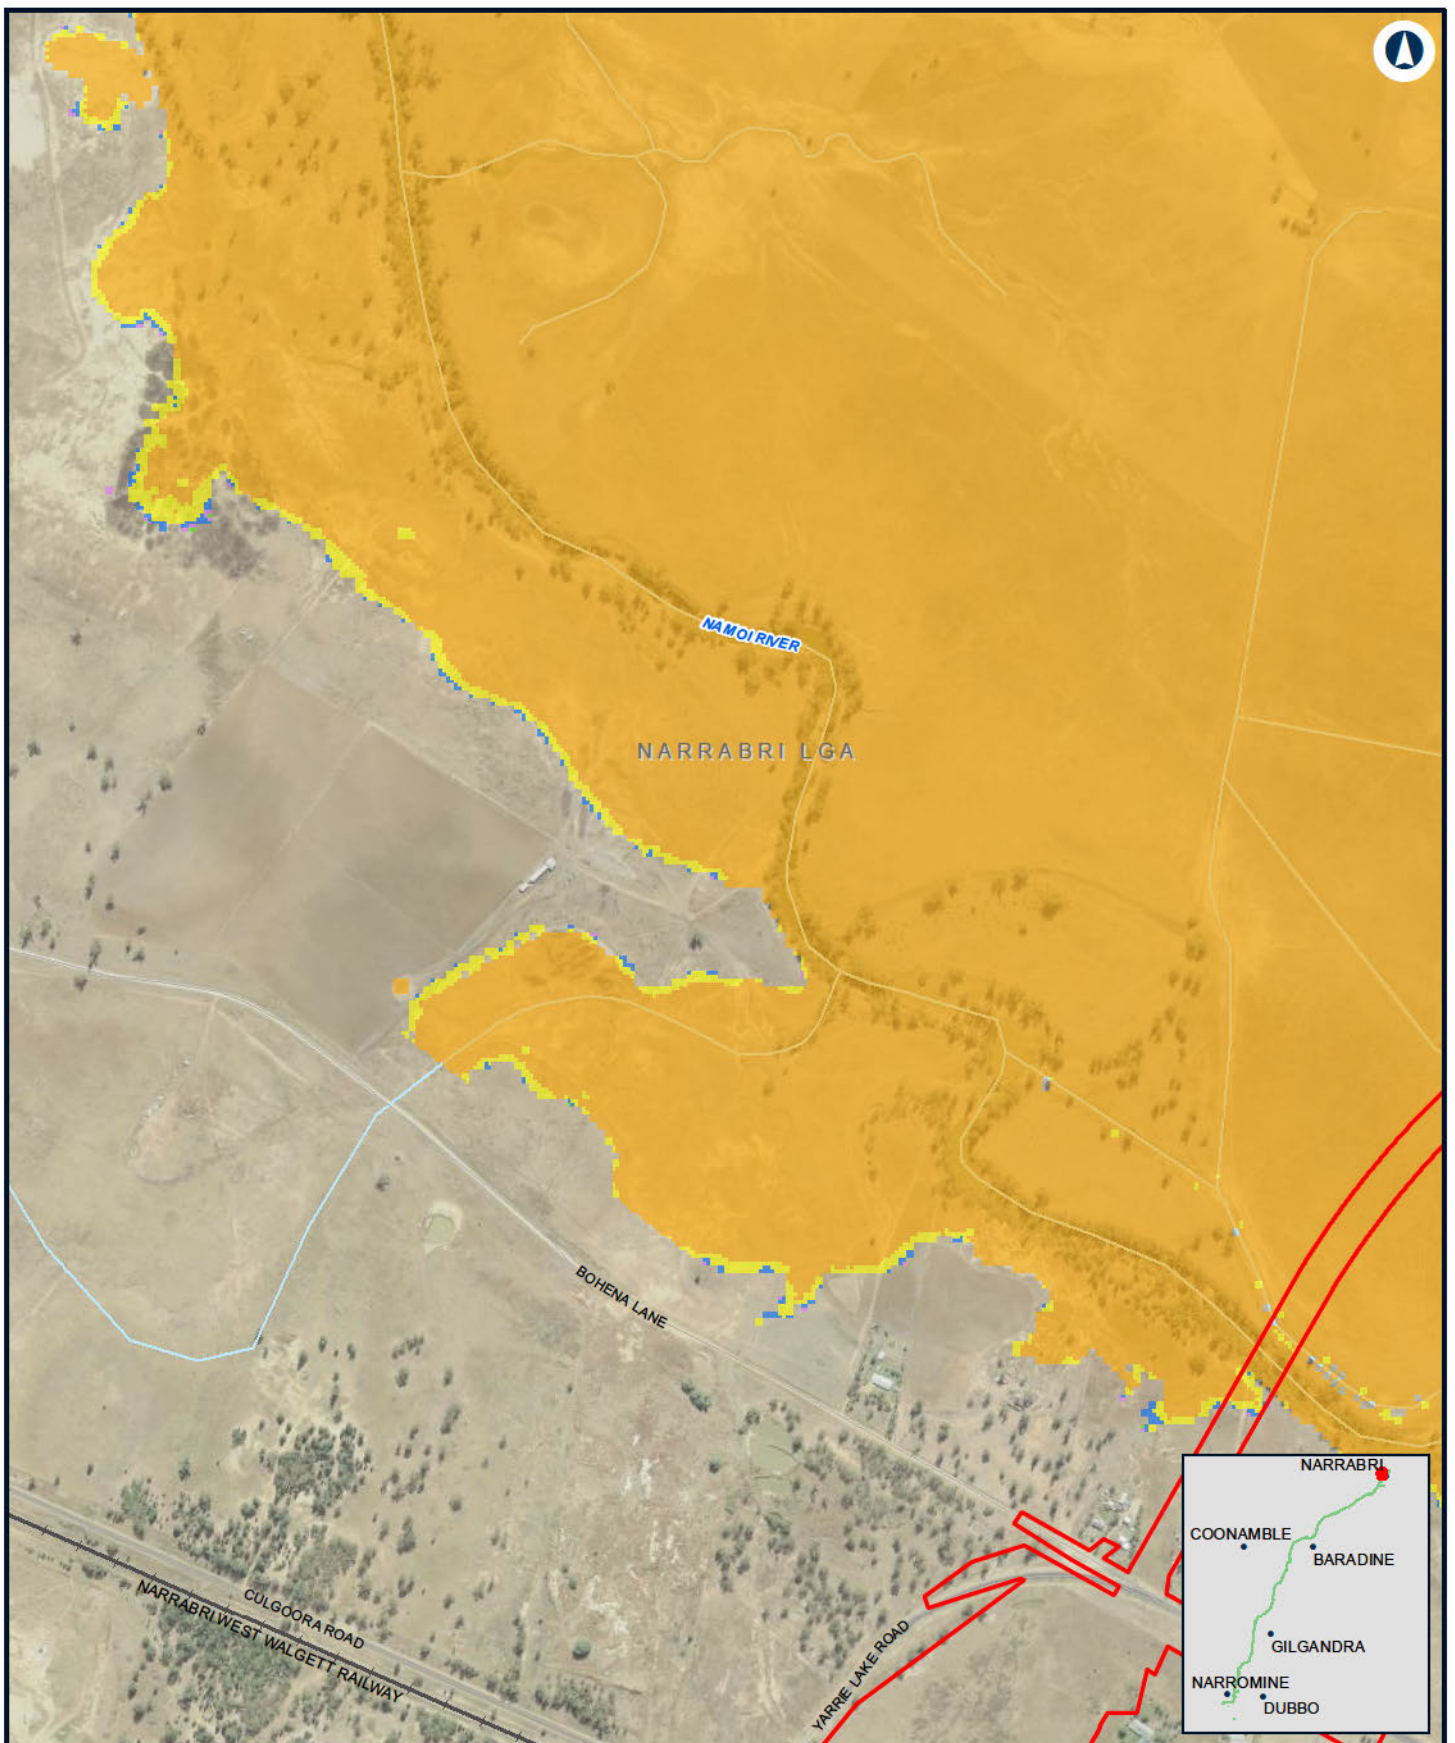 NAMOI RIVER
NARRABRI LGA
BOHENA LANE
CULGOORA ROAD
NARRABRI WEST WALGETT RAILWAY
YARRIE LAKE ROAD
NARRABRI
COONAMBLE
BARADINE
GILGANDRA
NARROMINE
DUBBO